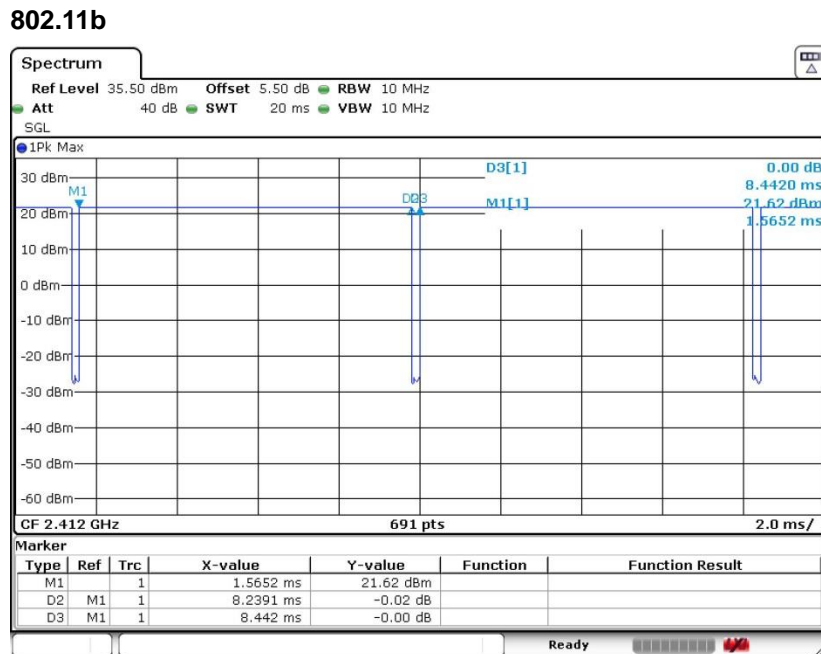 802.11b
Spectrum
Ref Level 35.50 dBm Offset 5.50 dB RBW 10 MHz
Att 40 dB SWT 20 ms VBW 10 MHz
SGL
1Pk Max
D3[1] 0.00 dB
8.4420 ms
M1[1] 21.62 dBm
1.5652 ms
M1
D2D3
30 dBm
20 dBm
10 dBm
0 dBm
-10 dBm
-20 dBm
-30 dBm
-40 dBm
-50 dBm
-60 dBm
CF 2.412 GHz 691 pts 2.0 ms/
Marker
Type Ref Trc X-value Y-value Function Function Result
M1 1 1.5652 ms 21.62 dBm
D2 M1 1 8.2391 ms -0.02 dB
D3 M1 1 8.442 ms -0.00 dB
Ready